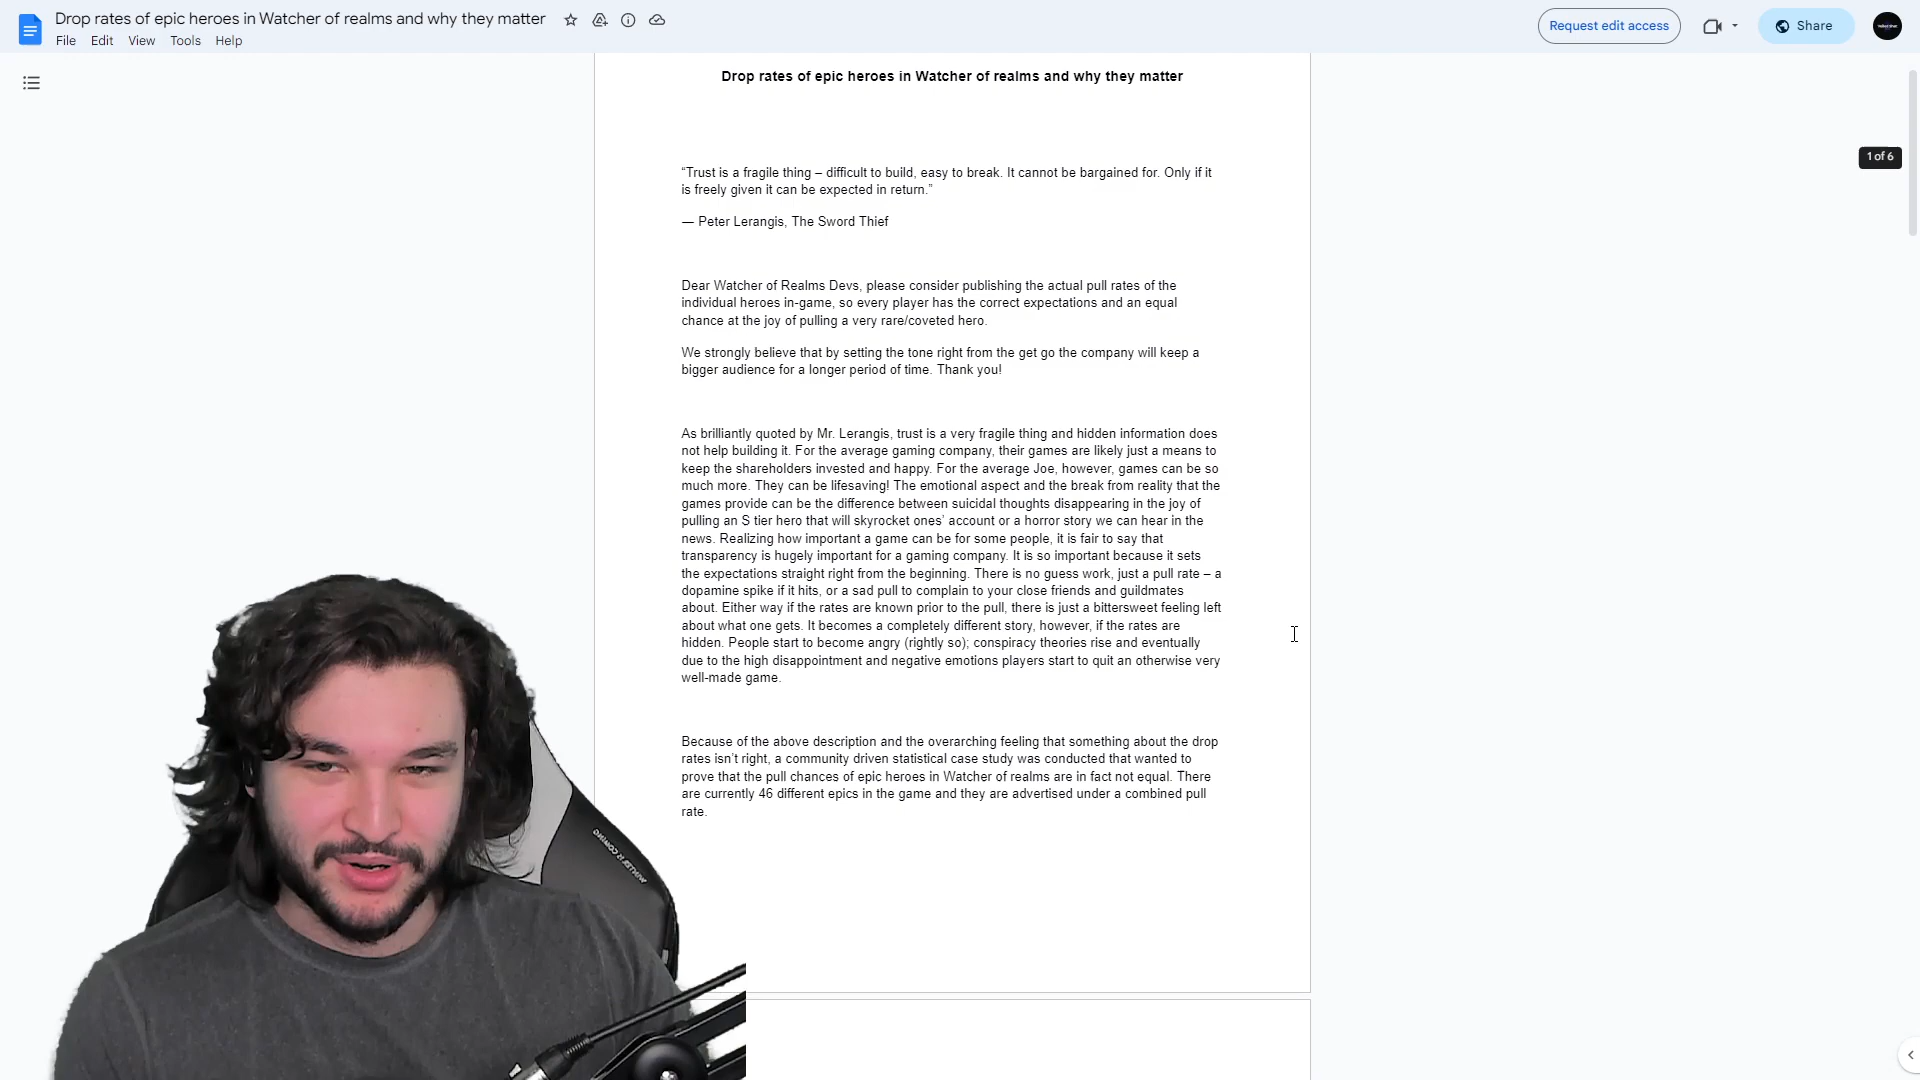 Drop rates of epic heroes in Watcher of realms and why they matter
File Edit View Tools Help
Request edit access
Share
1 of 6
Drop rates of epic heroes in Watcher of realms and why they matter
“Trust is a fragile thing – difficult to build, easy to break. It cannot be bargained for. Only if it
is freely given it can be expected in return.”
— Peter Lerangis, The Sword Thief
Dear Watcher of Realms Devs, please consider publishing the actual pull rates of the
individual heroes in-game, so every player has the correct expectations and an equal
chance at the joy of pulling a very rare/coveted hero.
We strongly believe that by setting the tone right from the get go the company will keep a
bigger audience for a longer period of time. Thank you!
As brilliantly quoted by Mr. Lerangis, trust is a very fragile thing and hidden information does
not help building it. For the average gaming company, their games are likely just a means to
keep the shareholders invested and happy. For the average Joe, however, games can be so
much more. They can be lifesaving! The emotional aspect and the break from reality that the
games provide can be the difference between suicidal thoughts disappearing in the joy of
pulling an S tier hero that will skyrocket ones’ account or a horror story we can hear in the
news. Realizing how important a game can be for some people, it is fair to say that
transparency is hugely important for a gaming company. It is so important because it sets
the expectations straight right from the beginning. There is no guess work, just a pull rate – a
dopamine spike if it hits, or a sad pull to complain to your close friends and guildmates
about. Either way if the rates are known prior to the pull, there is just a bittersweet feeling left
about what one gets. It becomes a completely different story, however, if the rates are
hidden. People start to become angry (rightly so); conspiracy theories rise and eventually
due to the high disappointment and negative emotions players start to quit an otherwise very
well-made game.
Because of the above description and the overarching feeling that something about the drop
rates isn’t right, a community driven statistical case study was conducted that wanted to
prove that the pull chances of epic heroes in Watcher of realms are in fact not equal. There
are currently 46 different epics in the game and they are advertised under a combined pull
rate.